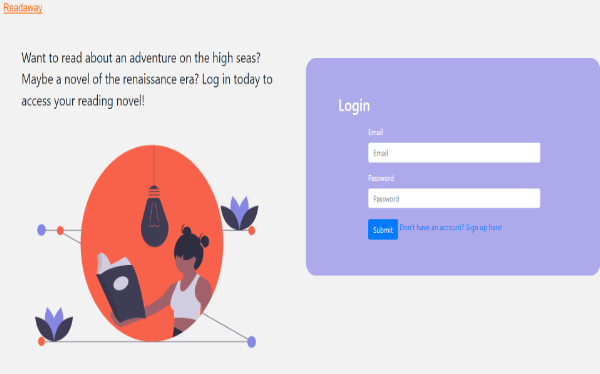 Readaway
Want to read about an adventure on the high seas?
Maybe a novel of the renaissance era? Log in today to
access your reading novel!
Login
Email
Email
Password
Password
Submit Don't have an account? Sign up here!